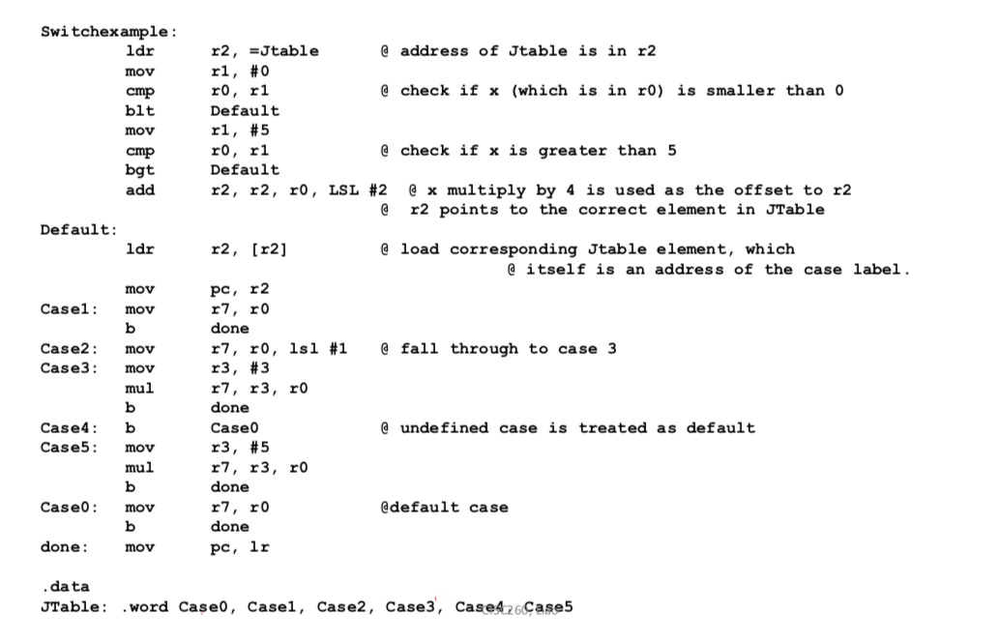 Switchexample:
ldr r2, =Jtable @ address of Jtable is in r2
mov r1, #0
cmp r0, r1 @ check if x (which is in r0) is smaller than 0
blt Default
mov r1, #5
cmp r0, r1 @ check if x is greater than 5
bgt Default
add r2, r2, r0, LSL #2 @ x multiply by 4 is used as the offset to r2
@ r2 points to the correct element in JTable
Default:
ldr r2, [r2] @ load corresponding Jtable element, which
@ itself is an address of the case label.
mov pc, r2
Case1: mov r7, r0
b done
Case2: mov r7, r0, lsl #1 @ fall through to case 3
Case3: mov r3, #3
mul r7, r3, r0
b done
Case4: b Case0 @ undefined case is treated as default
Case5: mov r3, #5
mul r7, r3, r0
b done
Case0: mov r7, r0 @default case
b done
done: mov pc, lr
.data
JTable: .word Case0, Case1, Case2, Case3, Case4, Case5